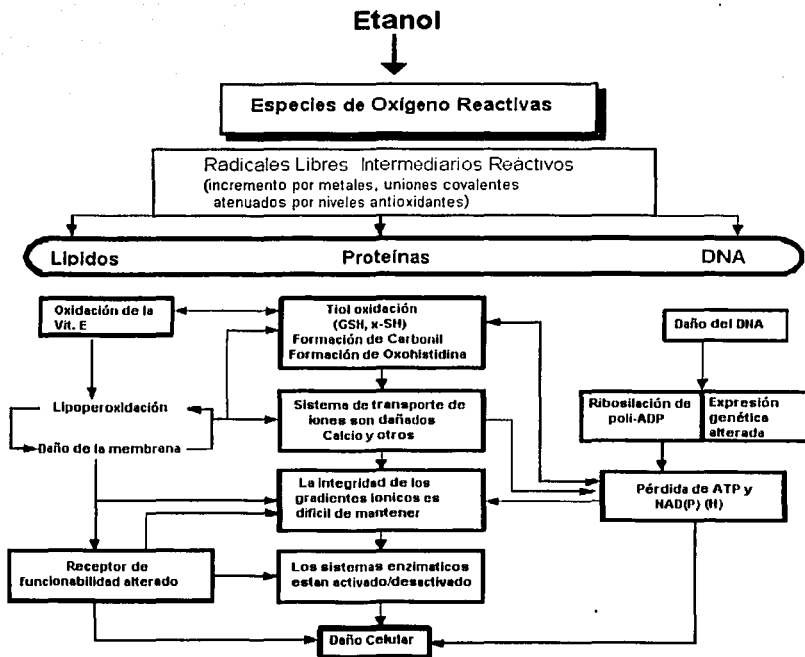 Etanol
Especies de Oxígeno Reactivas
Radicales Libres Intermediarios Reactivos
(incremento por metales, uniones covalentes
atenuados por niveles antioxidantes)
Lipidos
Proteínas
DNA
Oxidación de la
Vit. E
Tiol oxidación
(GSH, x-SH)
Formación de Carbonil
Formación de Oxohistidina
Daño del DNA
Lipoperoxidación
Daño de la membrana
Sistema de transporte de
iones son dañados
Calcio y otros
Ribosilación de
poli-ADP
Expresión
genética
alterada
La integridad de los
gradientes ionicos es
dificil de mantener
Pérdida de ATP y
NAD(P) (H)
Receptor de
funcionabilidad alterado
Los sistemas enzimaticos
estan activado/desactivado
Daño Celular